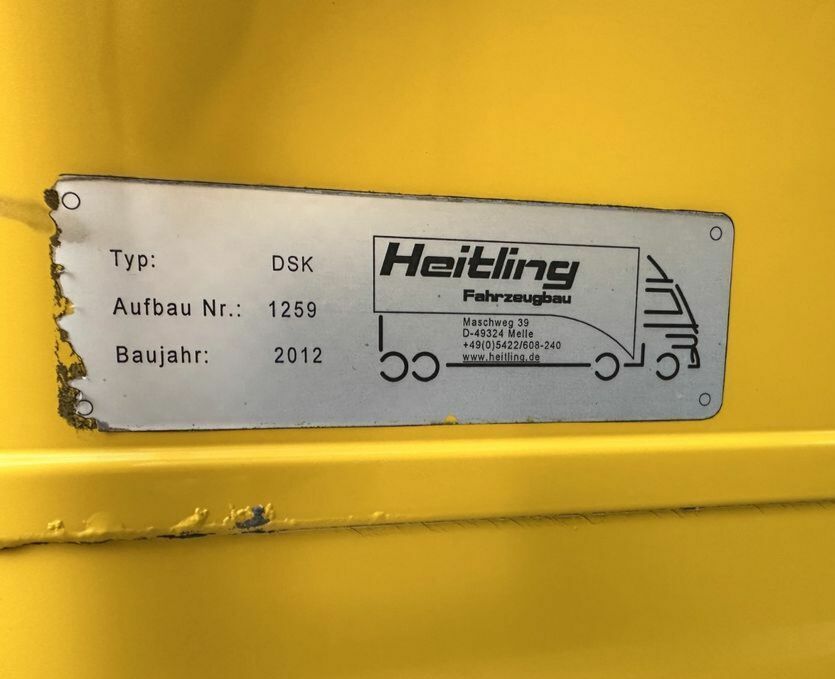 Typ: DSK
Aufbau Nr.: 1259
Baujahr: 2012
Heitling
Fahrzeugbau
Maschweg 39
D-49324 Melle
+49(0)5422/608-240
www.heitling.de